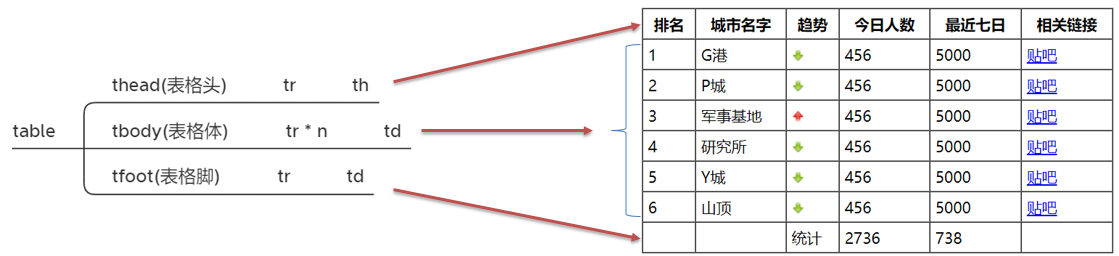 thead(表格头) tr th
table
tbody(表格体) tr * n td
tfoot(表格脚) tr td
排名 城市名字 趋势 今日人数 最近七日 相关链接
1 G港 456 5000 贴吧
2 P城 456 5000 贴吧
3 军事基地 456 5000 贴吧
4 研究所 456 5000 贴吧
5 Y城 456 5000 贴吧
6 山顶 456 5000 贴吧
统计 2736 738